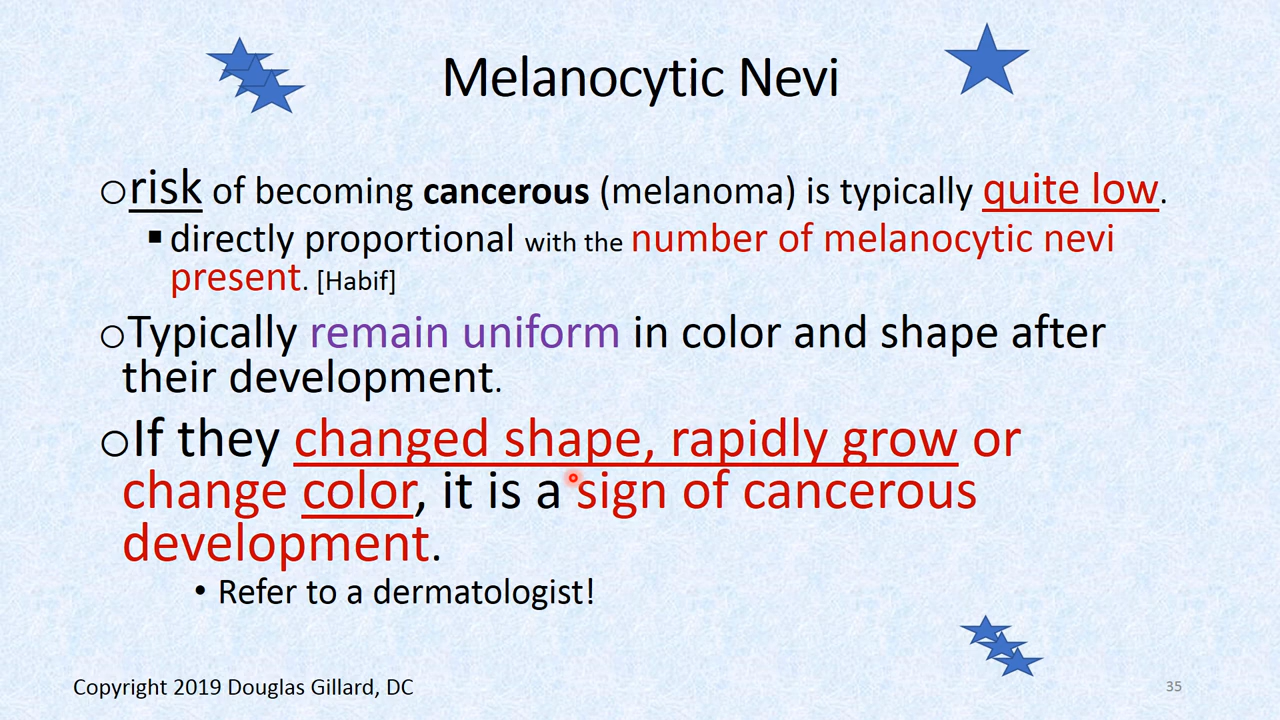 Melanocytic Nevi
risk of becoming cancerous (melanoma) is typically quite low.
directly proportional with the number of melanocytic nevi
present. [Habif]
Typically remain uniform in color and shape after
their development.
If they changed shape, rapidly grow or
change color, it is a sign of cancerous
development.
• Refer to a dermatologist!
Copyright 2019 Douglas Gillard, DC
35